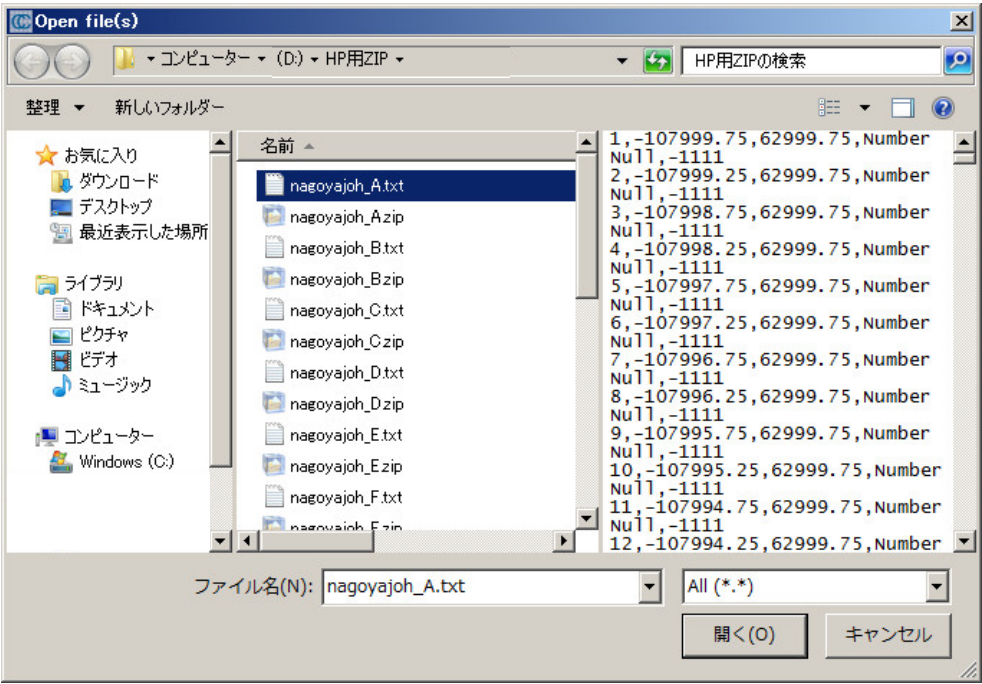 Open file(s)
コンピューター (D:) HP用ZIP
HP用ZIPの検索
整理 新しいフォルダー
お気に入り
ダウンロード
デスクトップ
最近表示した場所
ライブラリ
ドキュメント
ピクチャ
ビデオ
ミュージック
コンピューター
Windows (C:)
名前
nagoyajoh_A.txt
nagoyajoh_A.zip
nagoyajoh_B.txt
nagoyajoh_B.zip
nagoyajoh_C.txt
nagoyajoh_C.zip
nagoyajoh_D.txt
nagoyajoh_D.zip
nagoyajoh_E.txt
nagoyajoh_E.zip
nagoyajoh_F.txt
nagoyajoh_F.zip
1,-107999.75,62999.75,Number
Null,-1111
2,-107999.25,62999.75,Number
Null,-1111
3,-107998.75,62999.75,Number
Null,-1111
4,-107998.25,62999.75,Number
Null,-1111
5,-107997.75,62999.75,Number
Null,-1111
6,-107997.25,62999.75,Number
Null,-1111
7,-107996.75,62999.75,Number
Null,-1111
8,-107996.25,62999.75,Number
Null,-1111
9,-107995.75,62999.75,Number
Null,-1111
10,-107995.25,62999.75,Number
Null,-1111
11,-107994.75,62999.75,Number
Null,-1111
12,-107994.25,62999.75,Number
ファイル名(N): nagoyajoh_A.txt
All (*.*)
開く(O)
キャンセル